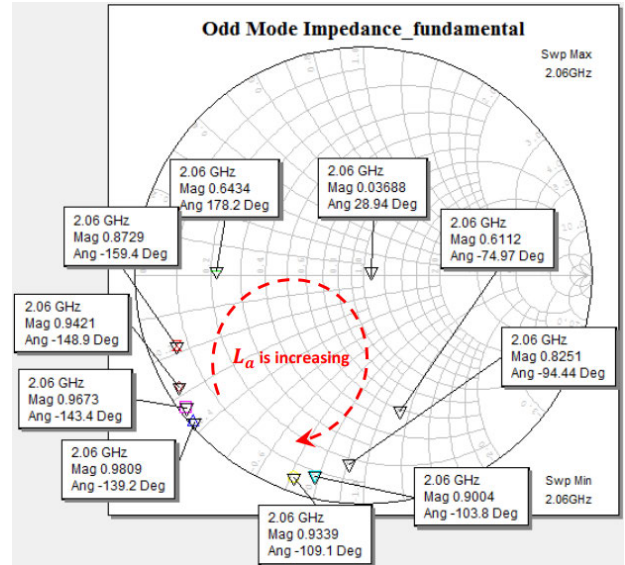 Odd Mode Impedance_fundamental
Swp Max
2.06GHz
2.06 GHz
Mag 0.6434
Ang 178.2 Deg
2.06 GHz
Mag 0.03688
Ang 28.94 Deg
2.06 GHz
Mag 0.8729
Ang -159.4 Deg
2.06 GHz
Mag 0.6112
Ang -74.97 Deg
2.06 GHz
Mag 0.9421
Ang -148.9 Deg
L_a is increasing
2.06 GHz
Mag 0.8251
Ang -94.44 Deg
2.06 GHz
Mag 0.9673
Ang -143.4 Deg
2.06 GHz
Mag 0.9809
Ang -139.2 Deg
2.06 GHz
Mag 0.9004
Ang -103.8 Deg
Swp Min
2.06GHz
2.06 GHz
Mag 0.9339
Ang -109.1 Deg